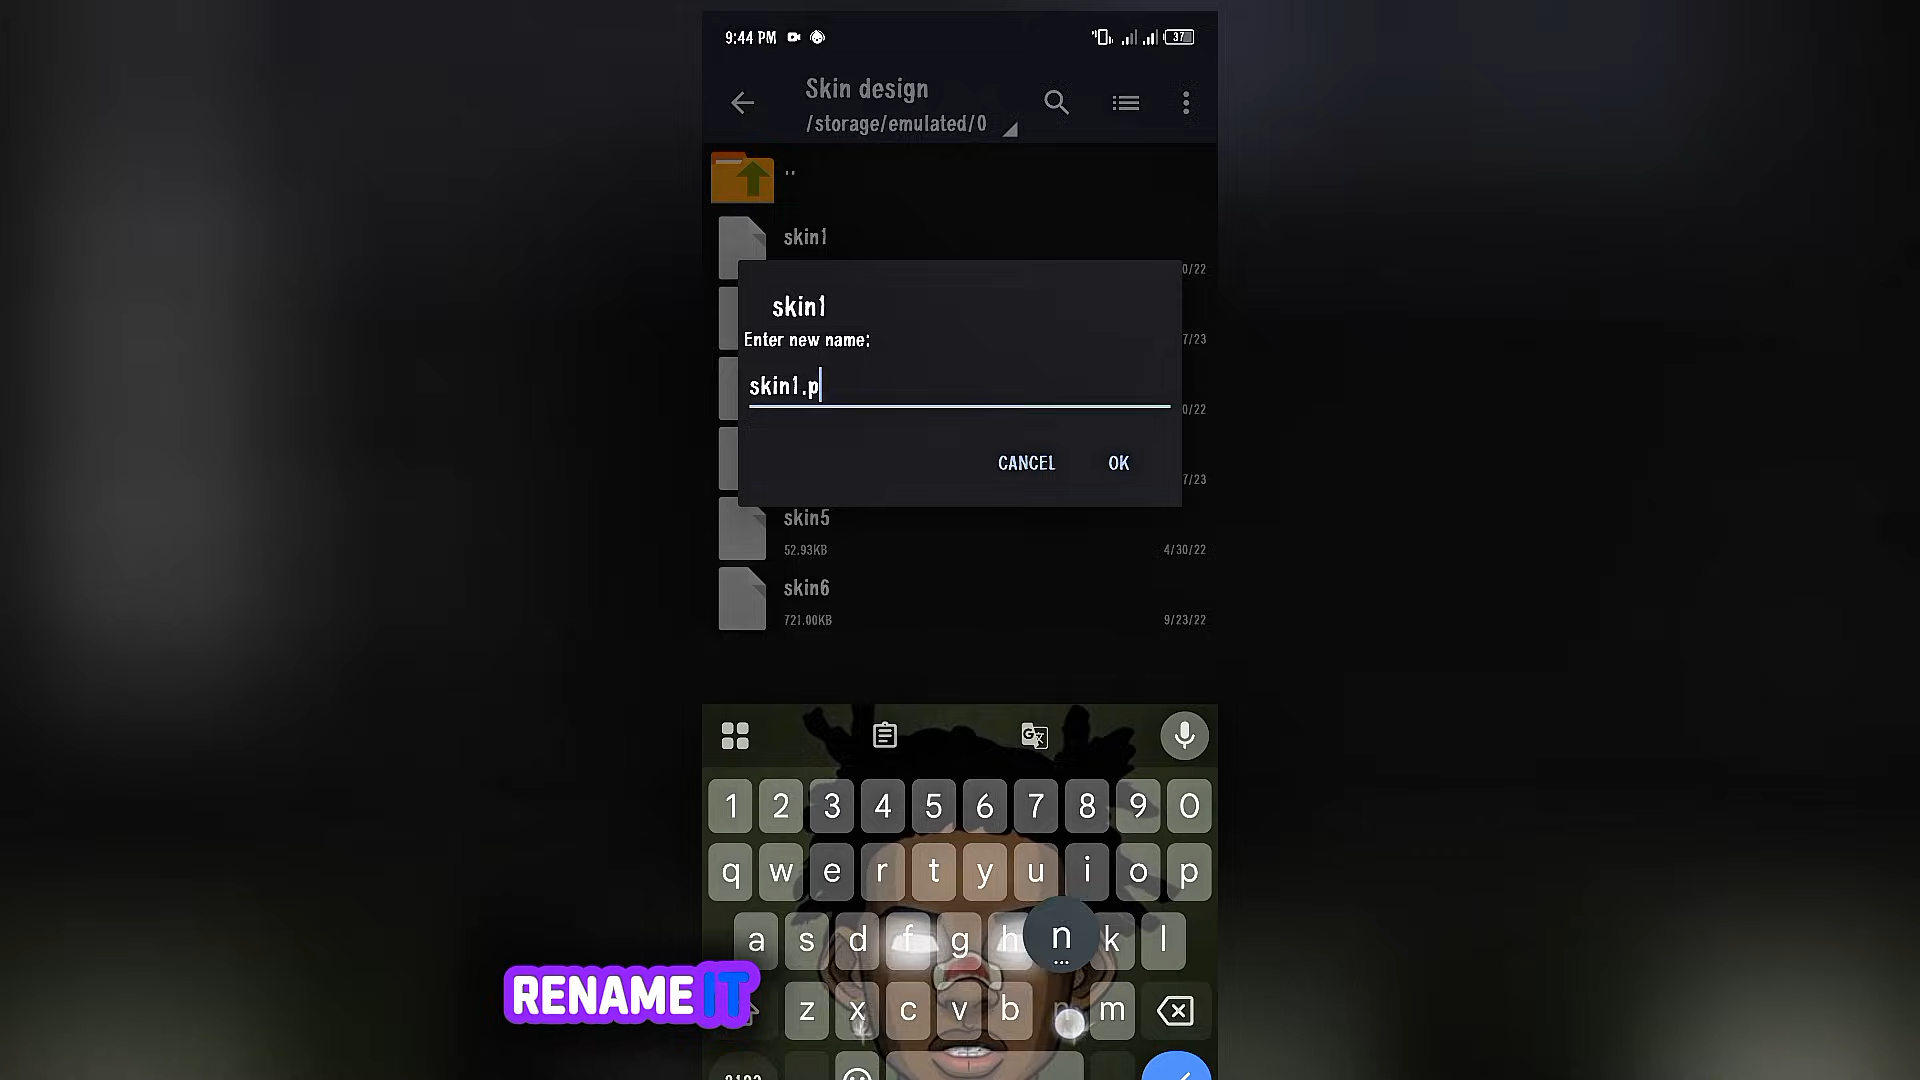 9:44 PM
37
Skin design
/storage/emulated/0
..
skin1
0/22
skin1
Enter new name:
7/23
skin1.p
0/22
CANCEL OK
7/23
skin5
52.93KB 4/30/22
skin6
721.00KB 9/23/22
1 2 3 4 5 6 7 8 9 0
q w e r t y u i o p
a s d f g h n k l
RENAME IT
z x c v b m